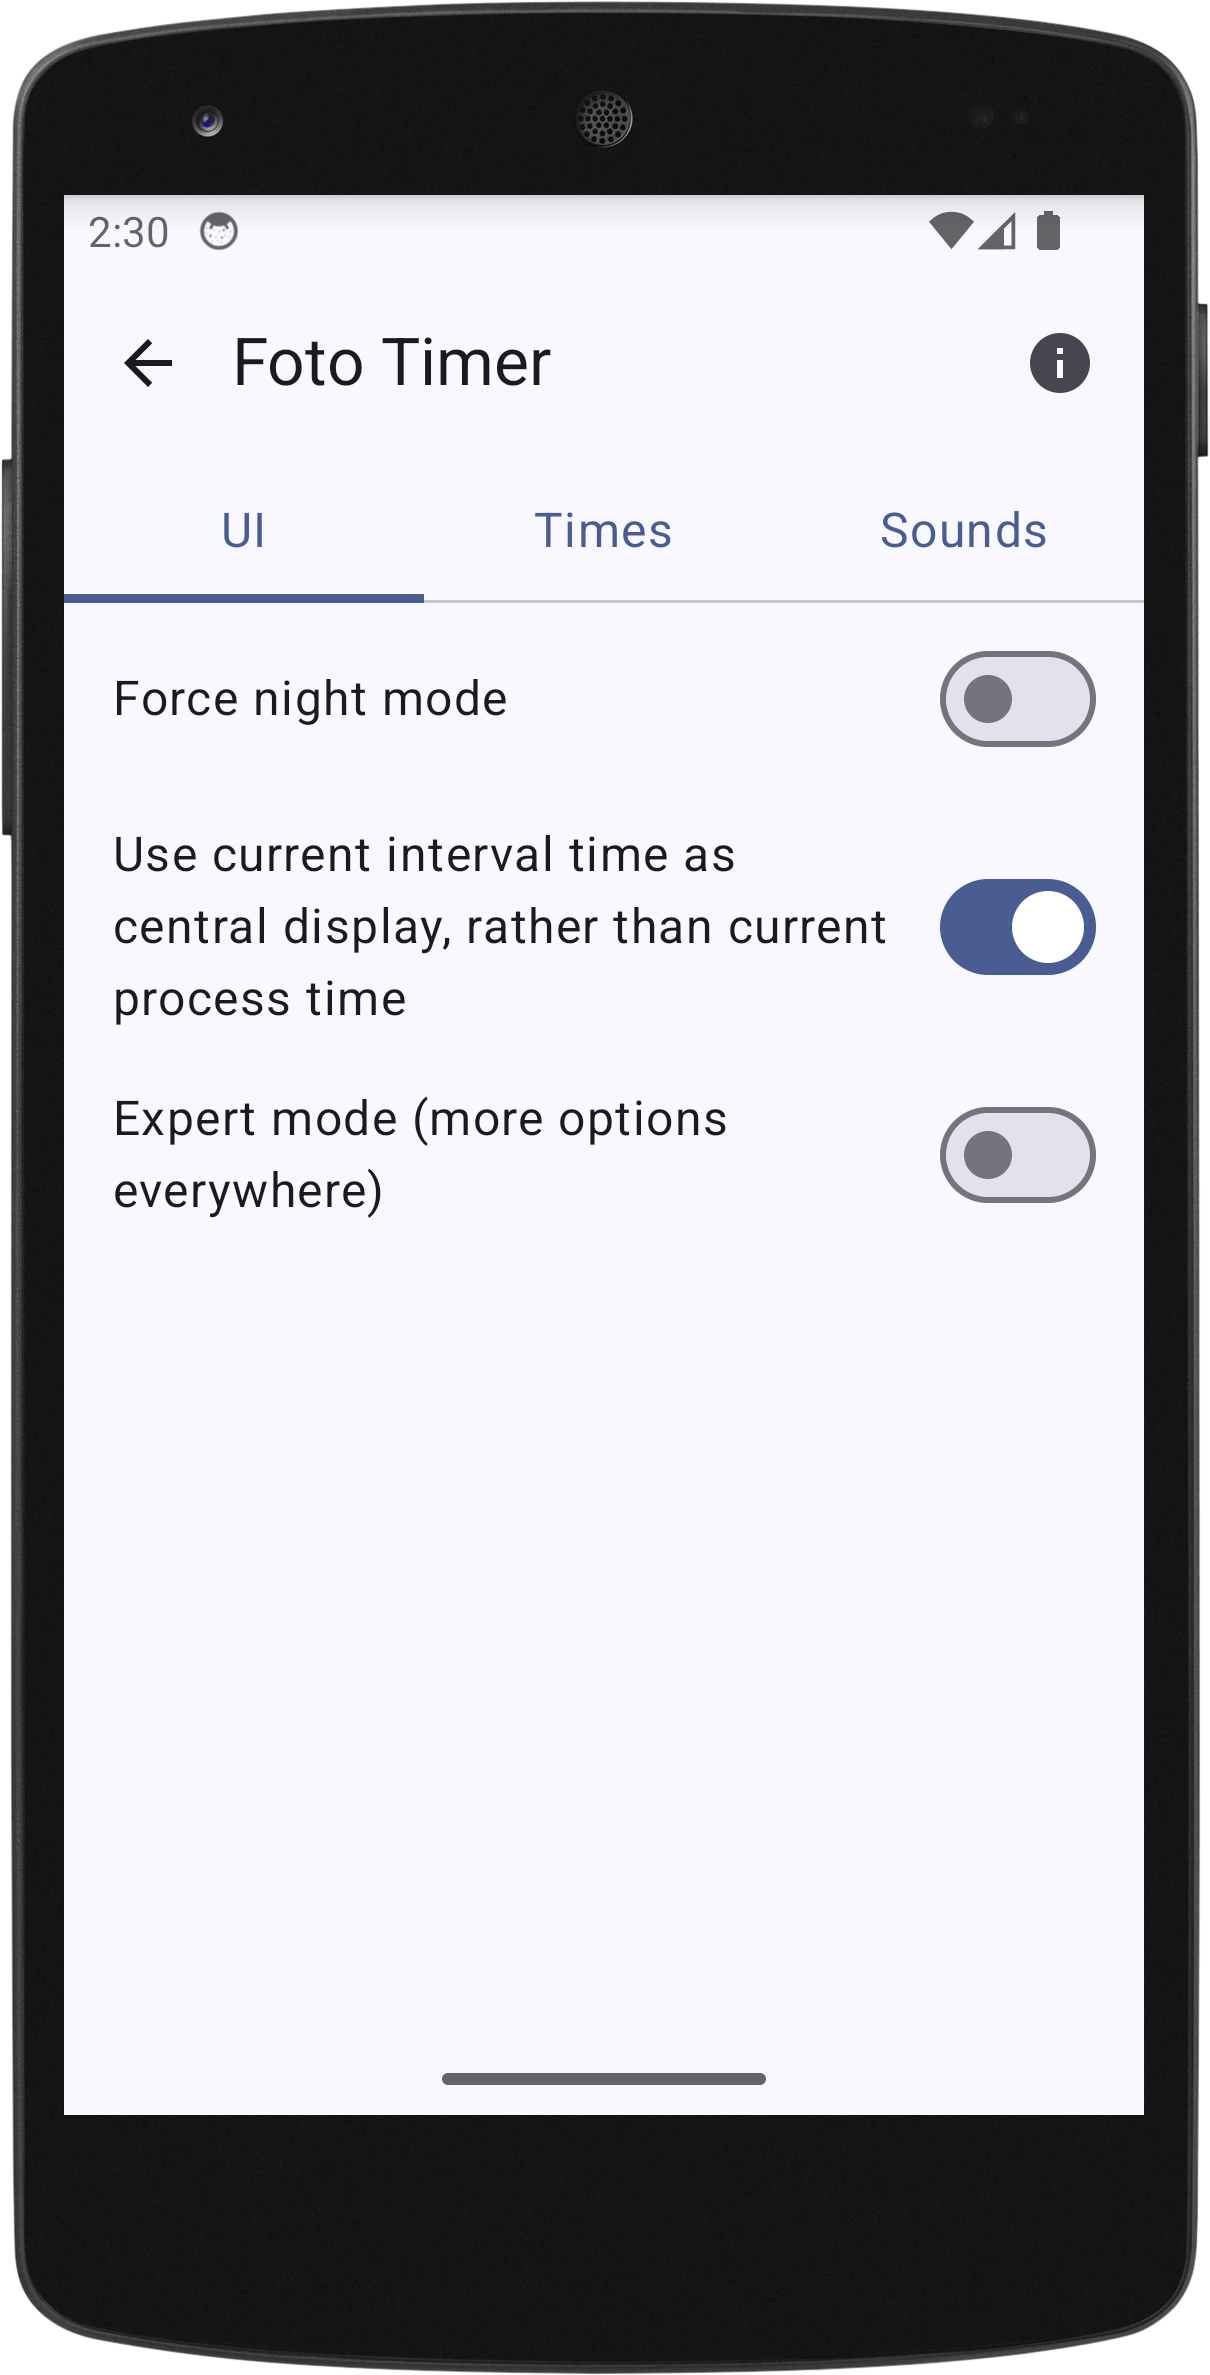 2:30
Foto Timer
UI
Times
Sounds
Force night mode
Use current interval time as
central display, rather than current
process time
Expert mode (more options
everywhere)